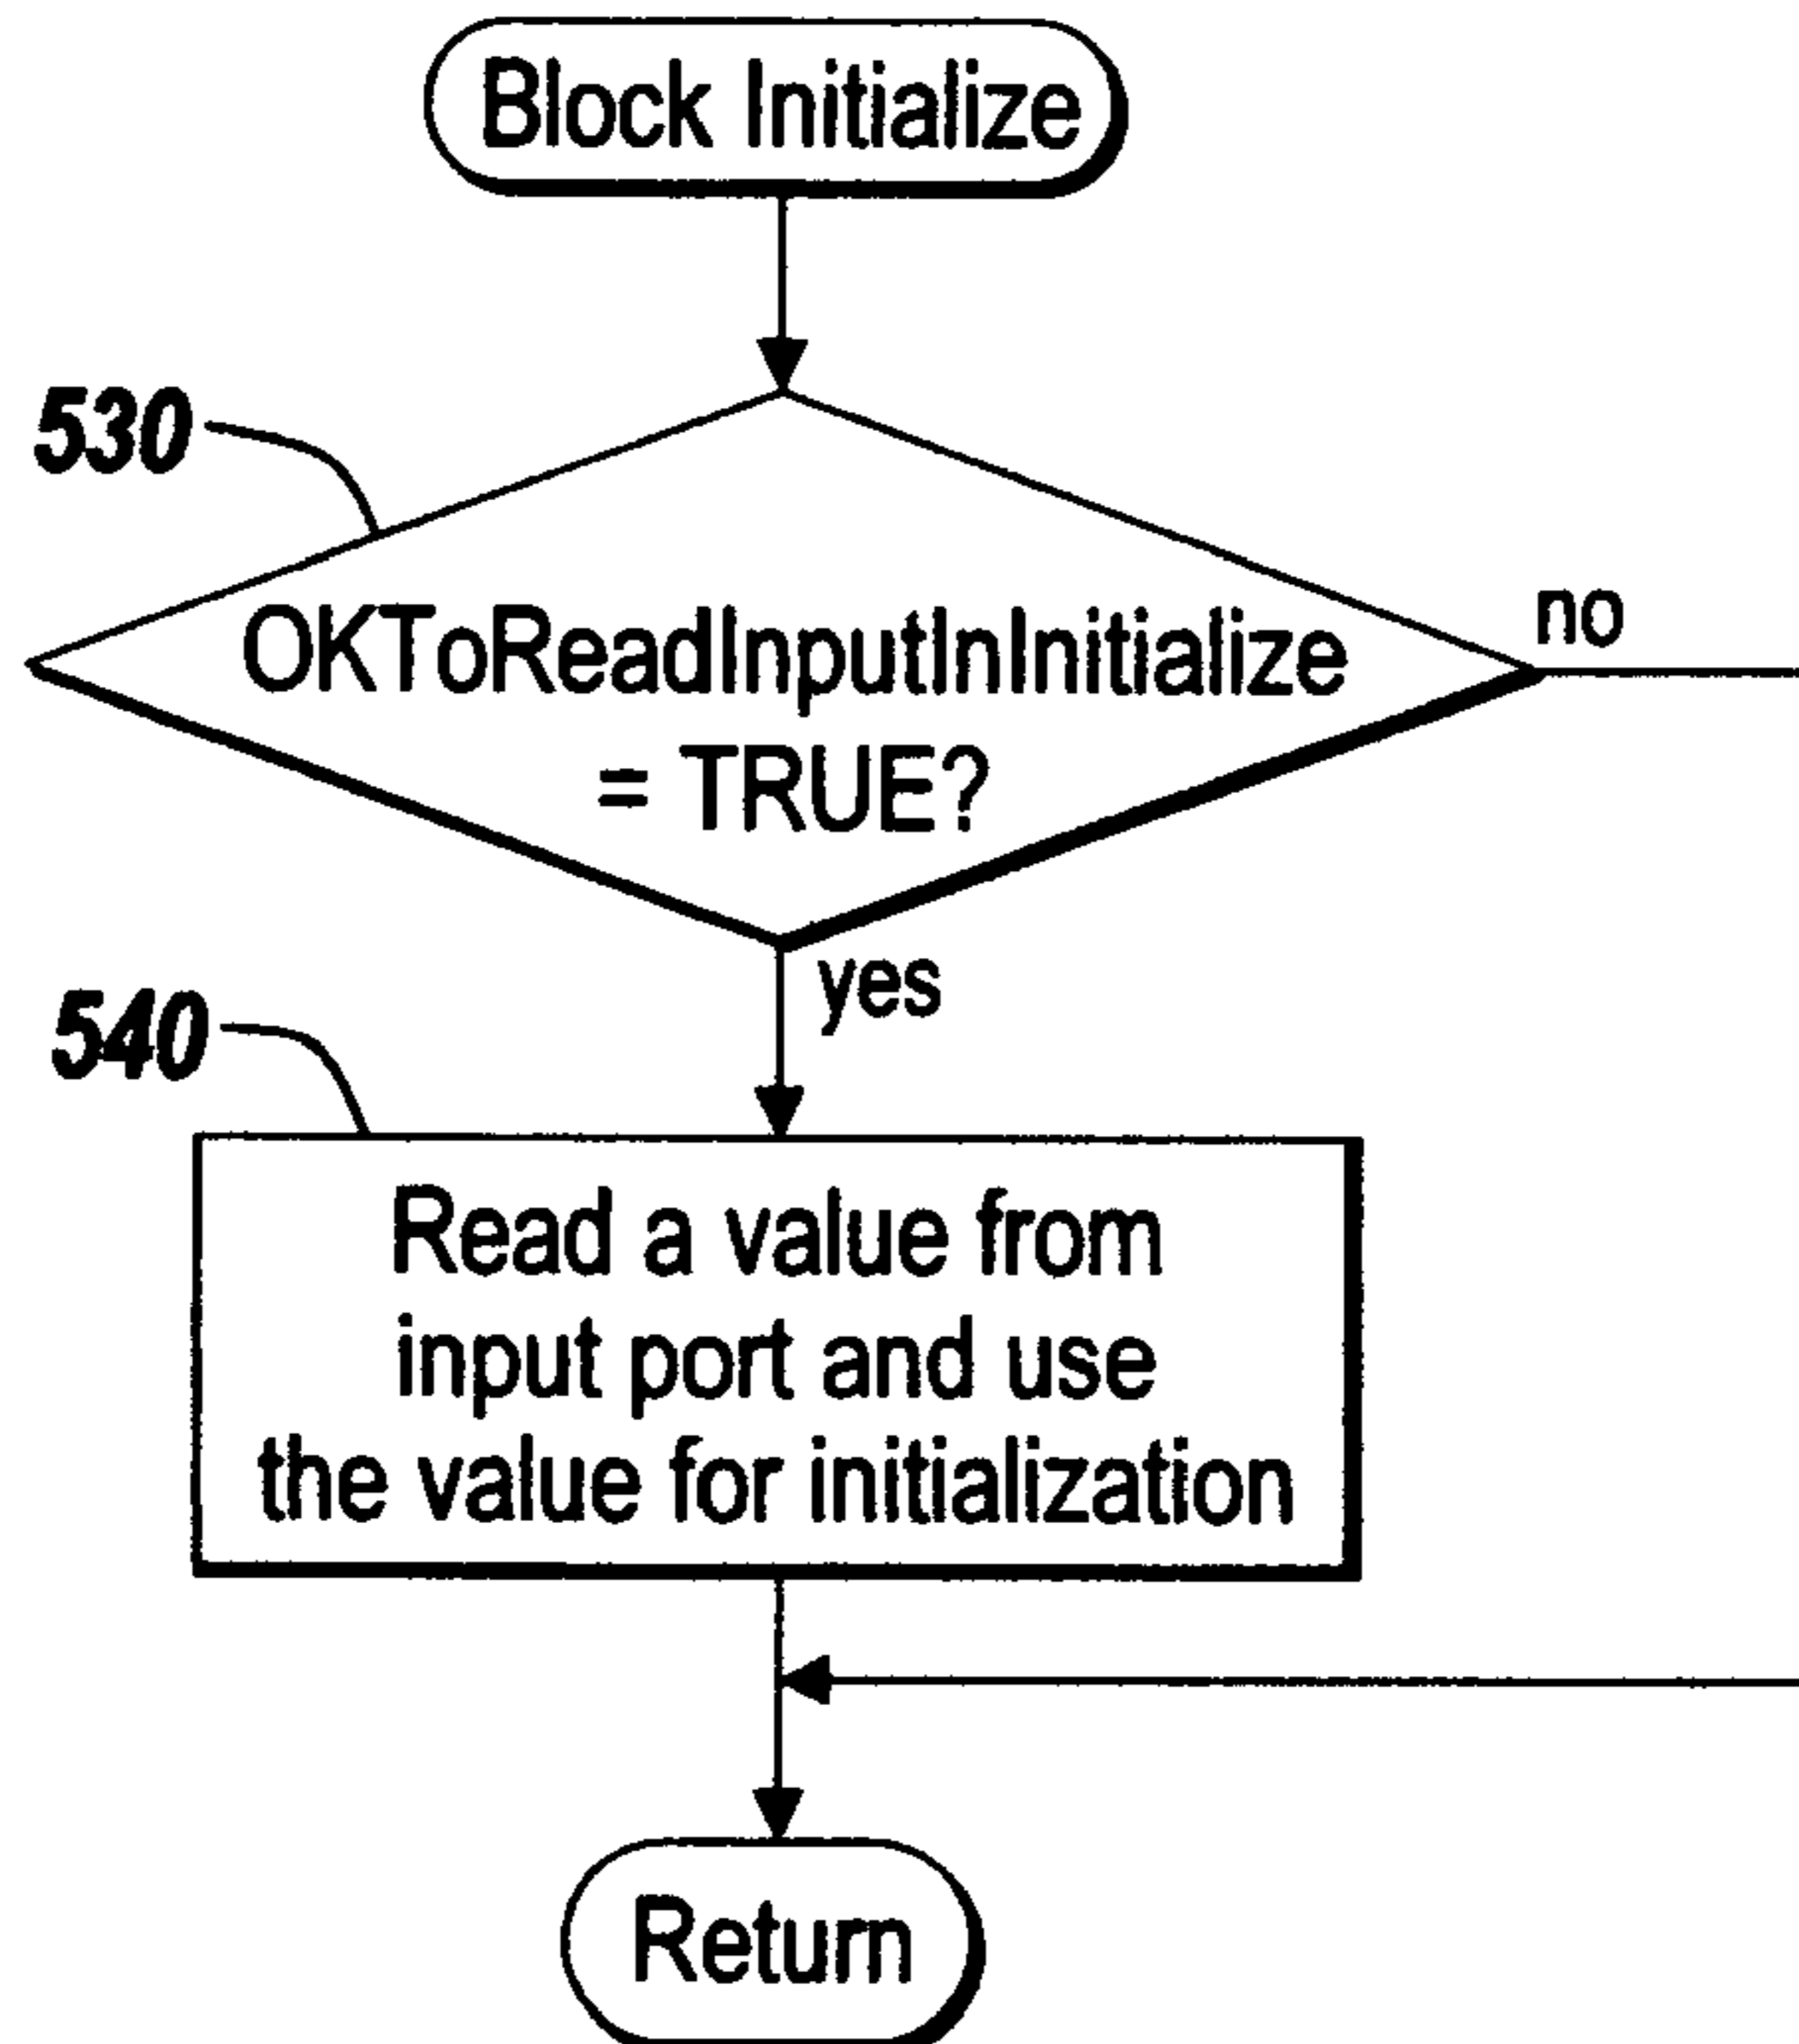 Block Initialize
530
OKToReadInputInInitialize
= TRUE?
no
yes
540
Read a value from
input port and use
the value for initialization
Return